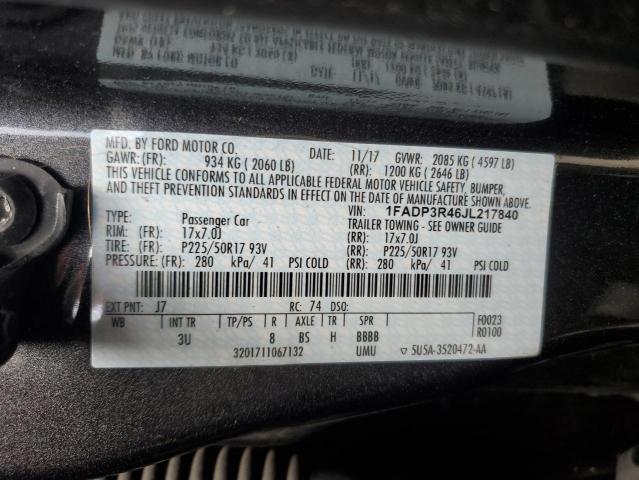 MFD. BY FORD MOTOR CO. DATE: 11/17 GVWR: 2085 KG ( 4597 LB)
GAWR: (FR): 934 KG ( 2060 LB) (RR): 1200 KG ( 2646 LB)
THIS VEHICLE CONFORMS TO ALL APPLICABLE FEDERAL MOTOR VEHICLE SAFETY, BUMPER,
AND THEFT PREVENTION STANDARDS IN EFFECT ON THE DATE OF MANUFACTURE SHOWN ABOVE.
VIN: 1FADP3R46JL217840
TYPE: Passenger Car TRAILER TOWING - SEE OWNER GUIDE
RIM: (FR): 17x7.0J (RR): 17x7.0J
TIRE: (FR): P225/50R17 93V (RR): P225/50R17 93V
PRESSURE: (FR): 280 kPa/ 41 PSI COLD (RR): 280 kPa/ 41 PSI COLD
EXT PNT: J7 RC: 74 DSO:
WB INT TR TP/PS R AXLE TR SPR F0023
3U 8 BS H BBBB R0100
3201711067132 UMU ▽ 5U5A-3520472-AA